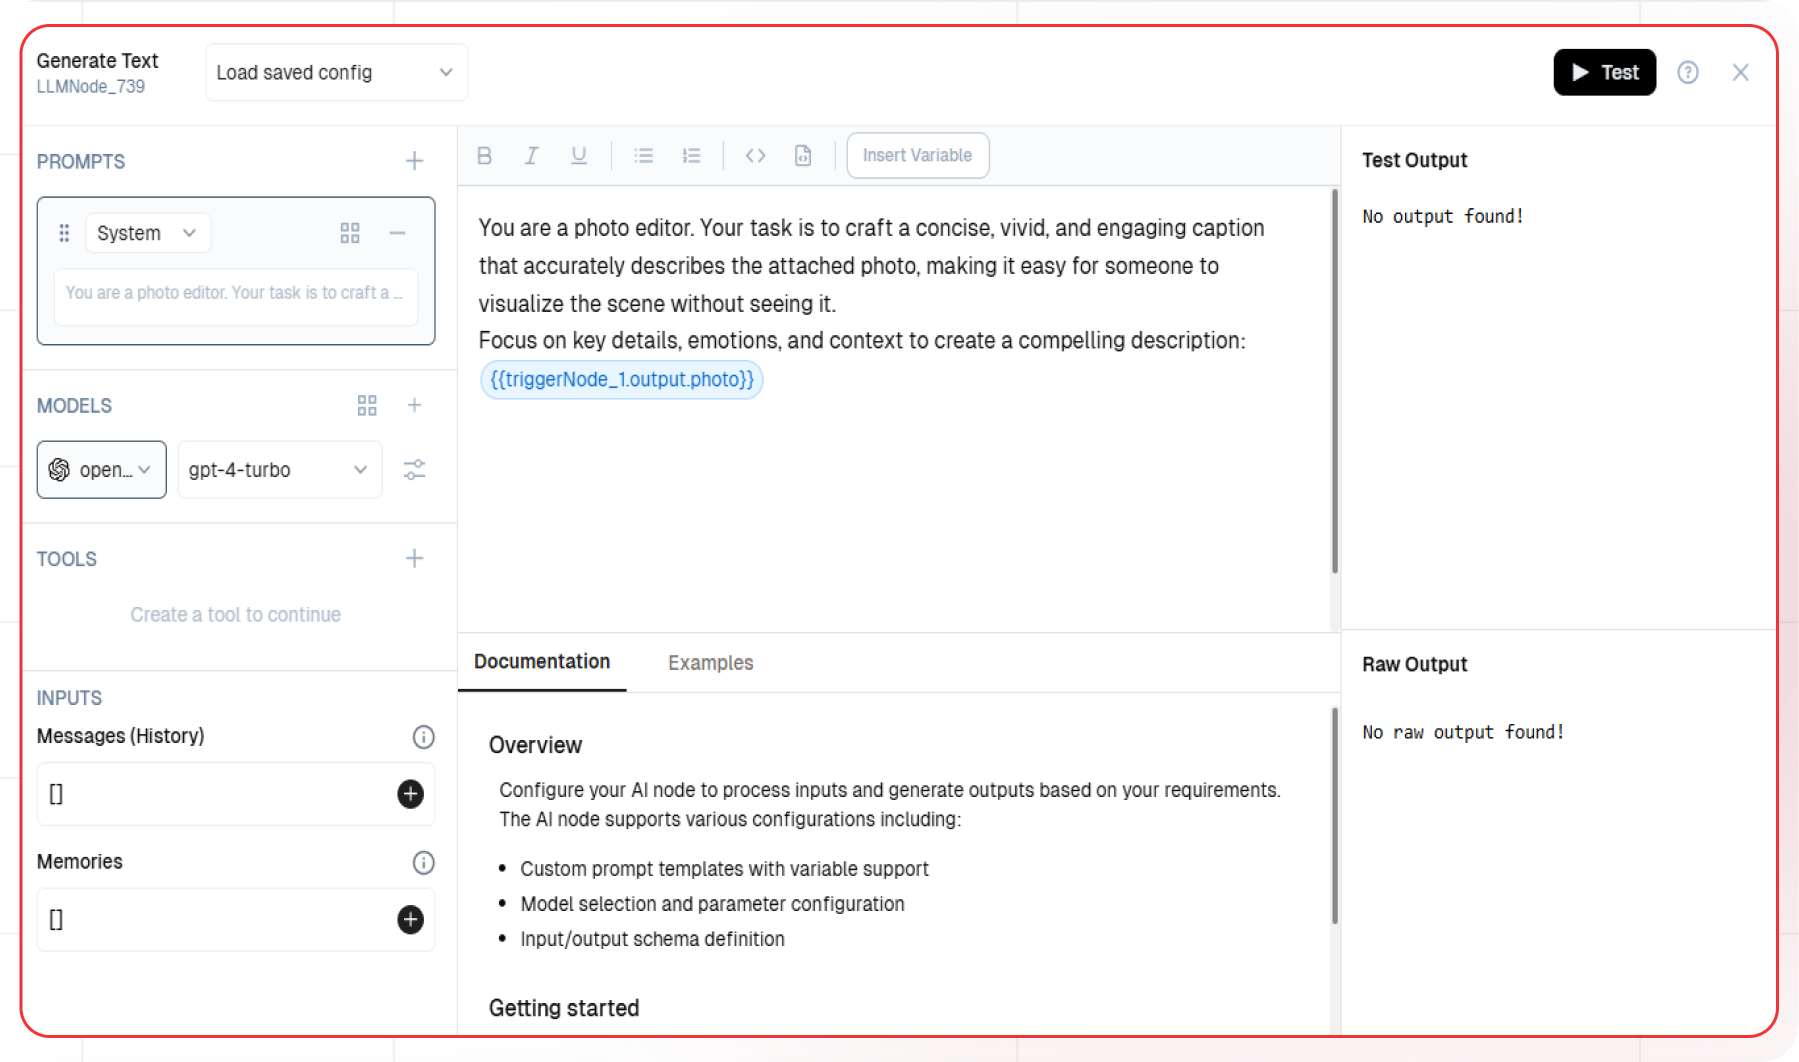 Generate Text
LLMNode_739
Load saved config
Test
PROMPTS
System
You are a photo editor. Your task is to craft a ...
MODELS
open...
gpt-4-turbo
TOOLS
Create a tool to continue
INPUTS
Messages (History)
[]
Memories
[]
Insert Variable
You are a photo editor. Your task is to craft a concise, vivid, and engaging caption
that accurately describes the attached photo, making it easy for someone to
visualize the scene without seeing it.
Focus on key details, emotions, and context to create a compelling description:
{{triggerNode_1.output.photo}}
Documentation
Examples
Overview
Configure your AI node to process inputs and generate outputs based on your requirements.
The AI node supports various configurations including:
• Custom prompt templates with variable support
• Model selection and parameter configuration
• Input/output schema definition
Getting started
Test Output
No output found!
Raw Output
No raw output found!